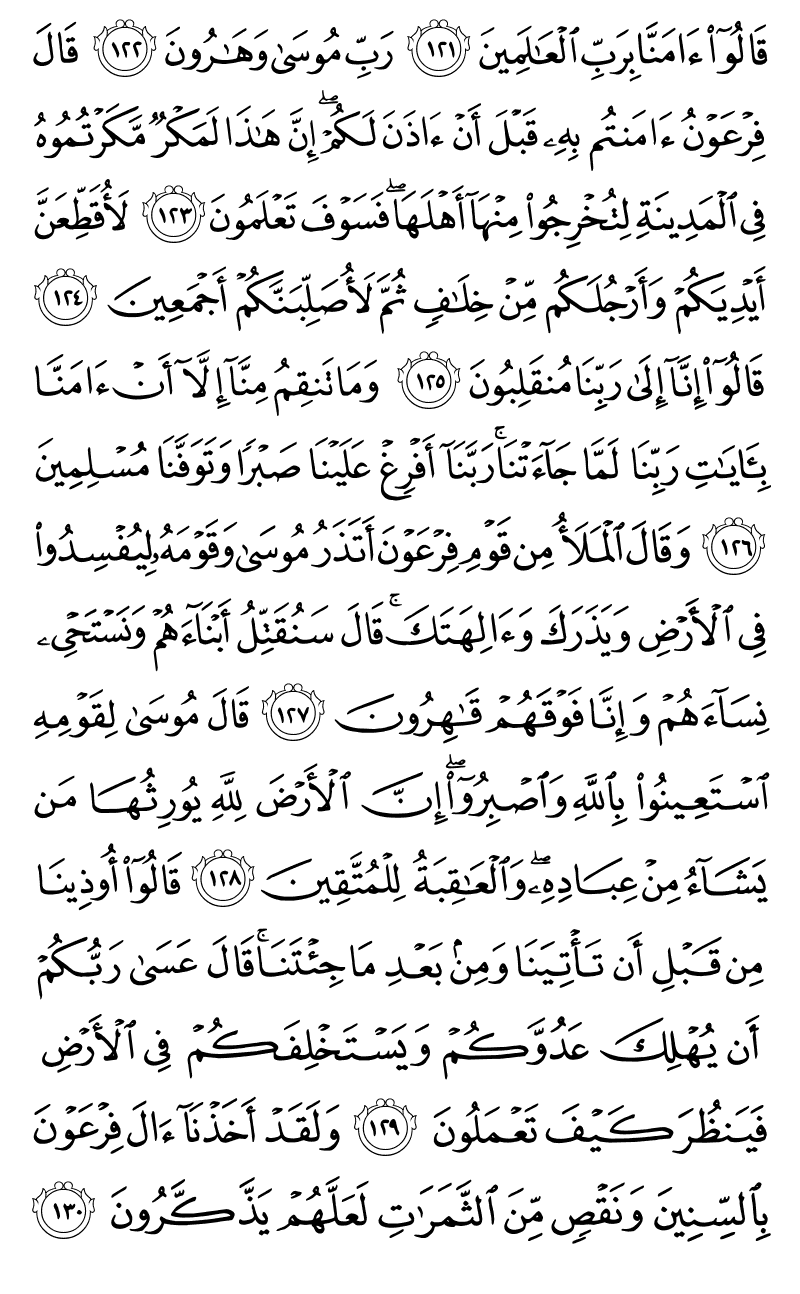 قَالُوٓا۟ ءَامَنَّا بِرَبِّ ٱلْعَـٰلَمِينَ ١٢١ رَبِّ مُوسَىٰ وَهَـٰرُونَ ١٢٢ قَالَ
فِرْعَوْنُ ءَامَنتُم بِهِۦ قَبْلَ أَنْ ءَاذَنَ لَكُمْ ۖ إِنَّ هَـٰذَا لَمَكْرٌ مَّكَرْتُمُوهُ
فِى ٱلْمَدِينَةِ لِتُخْرِجُوا۟ مِنْهَآ أَهْلَهَا ۖ فَسَوْفَ تَعْلَمُونَ ١٢٣ لَأُقَطِّعَنَّ
أَيْدِيَكُمْ وَأَرْجُلَكُم مِّنْ خِلَـٰفٍ ثُمَّ لَأُصَلِّبَنَّكُمْ أَجْمَعِينَ ١٢٤
قَالُوٓا۟ إِنَّآ إِلَىٰ رَبِّنَا مُنقَلِبُونَ ١٢٥ وَمَا تَنقِمُ مِنَّآ إِلَّآ أَنْ ءَامَنَّا
بِـَٔايَـٰتِ رَبِّنَا لَمَّا جَآءَتْنَا ۚ رَبَّنَآ أَفْرِغْ عَلَيْنَا صَبْرًا وَتَوَفَّنَا مُسْلِمِينَ
١٢٦ وَقَالَ ٱلْمَلَأُ مِن قَوْمِ فِرْعَوْنَ أَتَذَرُ مُوسَىٰ وَقَوْمَهُۥ لِيُفْسِدُوا۟
فِى ٱلْأَرْضِ وَيَذَرَكَ وَءَالِهَتَكَ ۚ قَالَ سَنُقَتِّلُ أَبْنَآءَهُمْ وَنَسْتَحْىِۦ
نِسَآءَهُمْ وَإِنَّا فَوْقَهُمْ قَـٰهِرُونَ ١٢٧ قَالَ مُوسَىٰ لِقَوْمِهِ
ٱسْتَعِينُوا۟ بِٱللَّهِ وَٱصْبِرُوٓا۟ ۖ إِنَّ ٱلْأَرْضَ لِلَّهِ يُورِثُهَا مَن
يَشَآءُ مِنْ عِبَادِهِۦ ۖ وَٱلْعَـٰقِبَةُ لِلْمُتَّقِينَ ١٢٨ قَالُوٓا۟ أُوذِينَا
مِن قَبْلِ أَن تَأْتِيَنَا وَمِنۢ بَعْدِ مَا جِئْتَنَا ۚ قَالَ عَسَىٰ رَبُّكُمْ
أَن يُهْلِكَ عَدُوَّكُمْ وَيَسْتَخْلِفَكُمْ فِى ٱلْأَرْضِ
فَيَنظُرَ كَيْفَ تَعْمَلُونَ ١٢٩ وَلَقَدْ أَخَذْنَآ ءَالَ فِرْعَوْنَ
بِٱلسِّنِينَ وَنَقْصٍ مِّنَ ٱلثَّمَرَٰتِ لَعَلَّهُمْ يَذَّكَّرُونَ ١٣٠